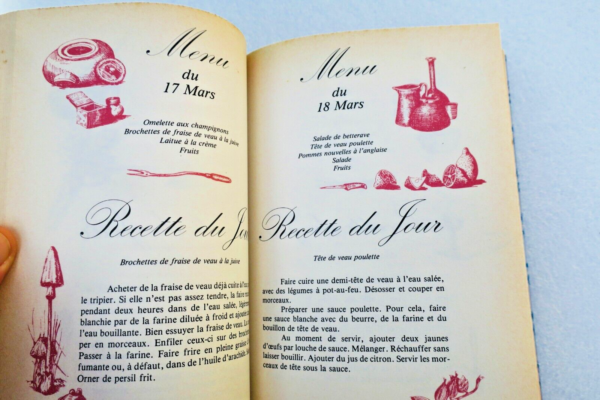 Menu
du
17 Mars
Omelette aux champignons
Brochettes de fraise de veau à la juive
Laitue à la crème
Fruits
Recette du
Brochettes de fraise de veau à la juive
Acheter de la fraise de veau déjà cuite à
le tripier. Si elle n'est pas assez tendre, la faire
pendant deux heures dans de l'eau salée,
blanchie par de la farine diluée à froid et
l'eau bouillante. Bien essuyer la fraise de veau.
per en morceaux. Enfiler ceux-ci sur des
Passer à la farine. Faire frire en pleine
fumante ou, à défaut, dans de l'huile d'arachide.
Orner de persil frit.
Menu
du
18 Mars
Salade de betterave
Tête de veau poulette
Pommes nouvelles à l'anglaise
Salade
Fruits
Recette du Jour
Tête de veau poulette
Faire cuire une demi-tête de veau à l'eau salée,
avec des légumes à pot-au-feu. Désosser et couper en
morceaux.
Préparer une sauce poulette. Pour cela, faire
une sauce blanche avec du beurre, de la farine et du
bouillon de tête de veau.
Au moment de servir, ajouter deux jaunes
d'œufs par louche de sauce. Mélanger. Réchauffer sans
laisser bouillir. Ajouter du jus de citron. Servir les mor-
ceaux de tête sous la sauce.